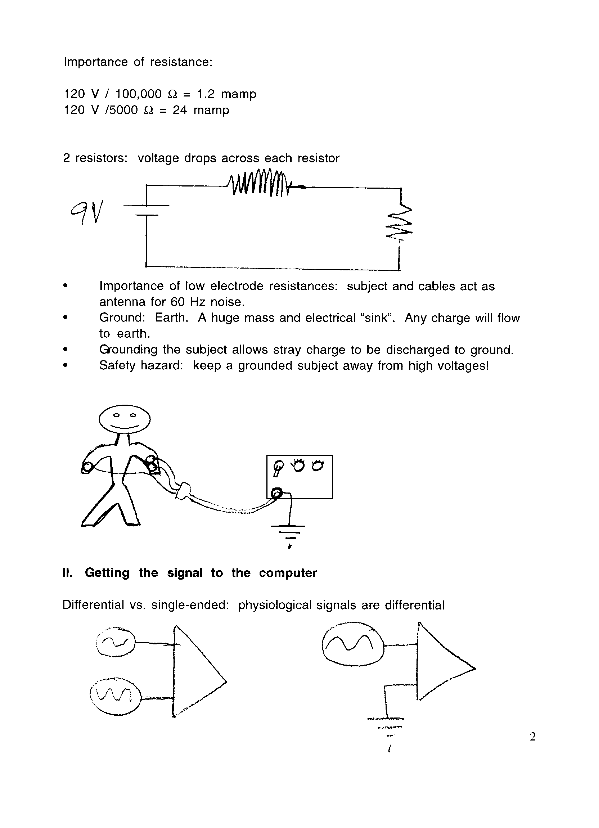 Importance of resistance:
120 V / 100,000 Ω = 1.2 mamp
120 V /5000 Ω = 24 mamp
2 resistors: voltage drops across each resistor
9V
• Importance of low electrode resistances: subject and cables act as
antenna for 60 Hz noise.
• Ground: Earth. A huge mass and electrical "sink". Any charge will flow
to earth.
• Grounding the subject allows stray charge to be discharged to ground.
• Safety hazard: keep a grounded subject away from high voltages!
II. Getting the signal to the computer
Differential vs. single-ended: physiological signals are differential
2